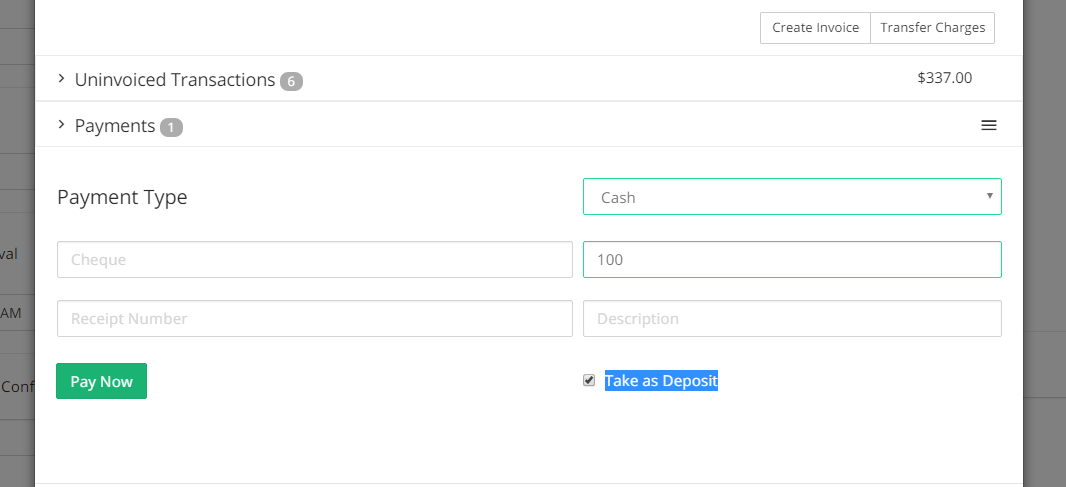 Create Invoice Transfer Charges
Uninvoiced Transactions 6 $337.00
Payments 1
Payment Type Cash
val
Cheque 100
AM
Receipt Number Description
Pay Now Take as Deposit
Conf